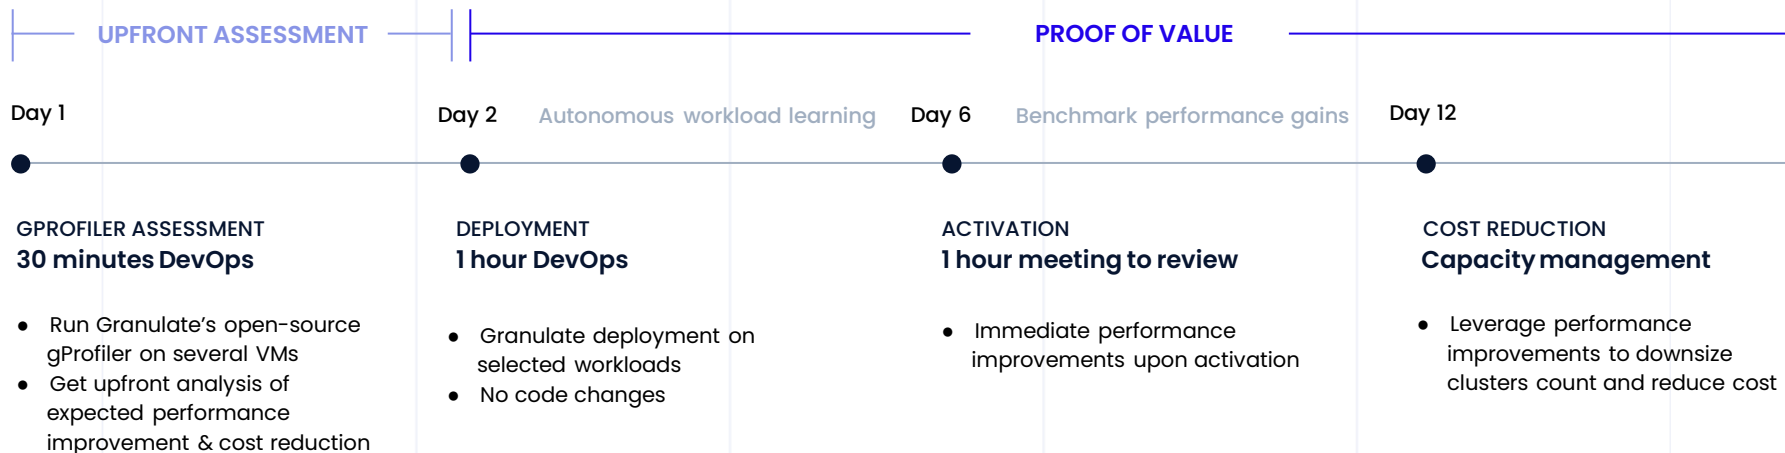 UPFRONT ASSESSMENT
PROOF OF VALUE
Day 1
Day 2
Autonomous workload learning
Day 6
Benchmark performance gains
Day 12
GPROFILER ASSESSMENT
30 minutes DevOps
● Run Granulate’s open-source
gProfiler on several VMs
● Get upfront analysis of
expected performance
improvement & cost reduction
DEPLOYMENT
1 hour DevOps
● Granulate deployment on
selected workloads
● No code changes
ACTIVATION
1 hour meeting to review
● Immediate performance
improvements upon activation
COST REDUCTION
Capacity management
● Leverage performance
improvements to downsize
clusters count and reduce cost